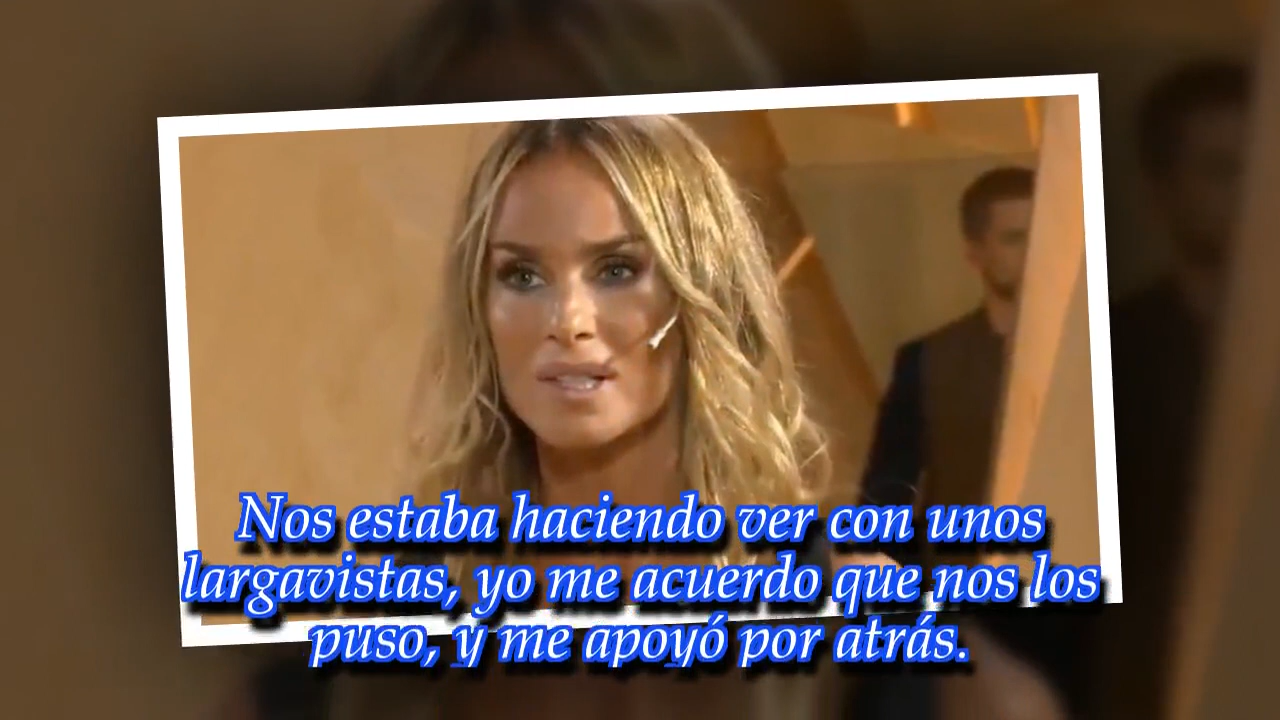 Nos estaba haciendo ver con unos
largavistas, yo me acuerdo que nos los
puso, y me apoyó por atrás.